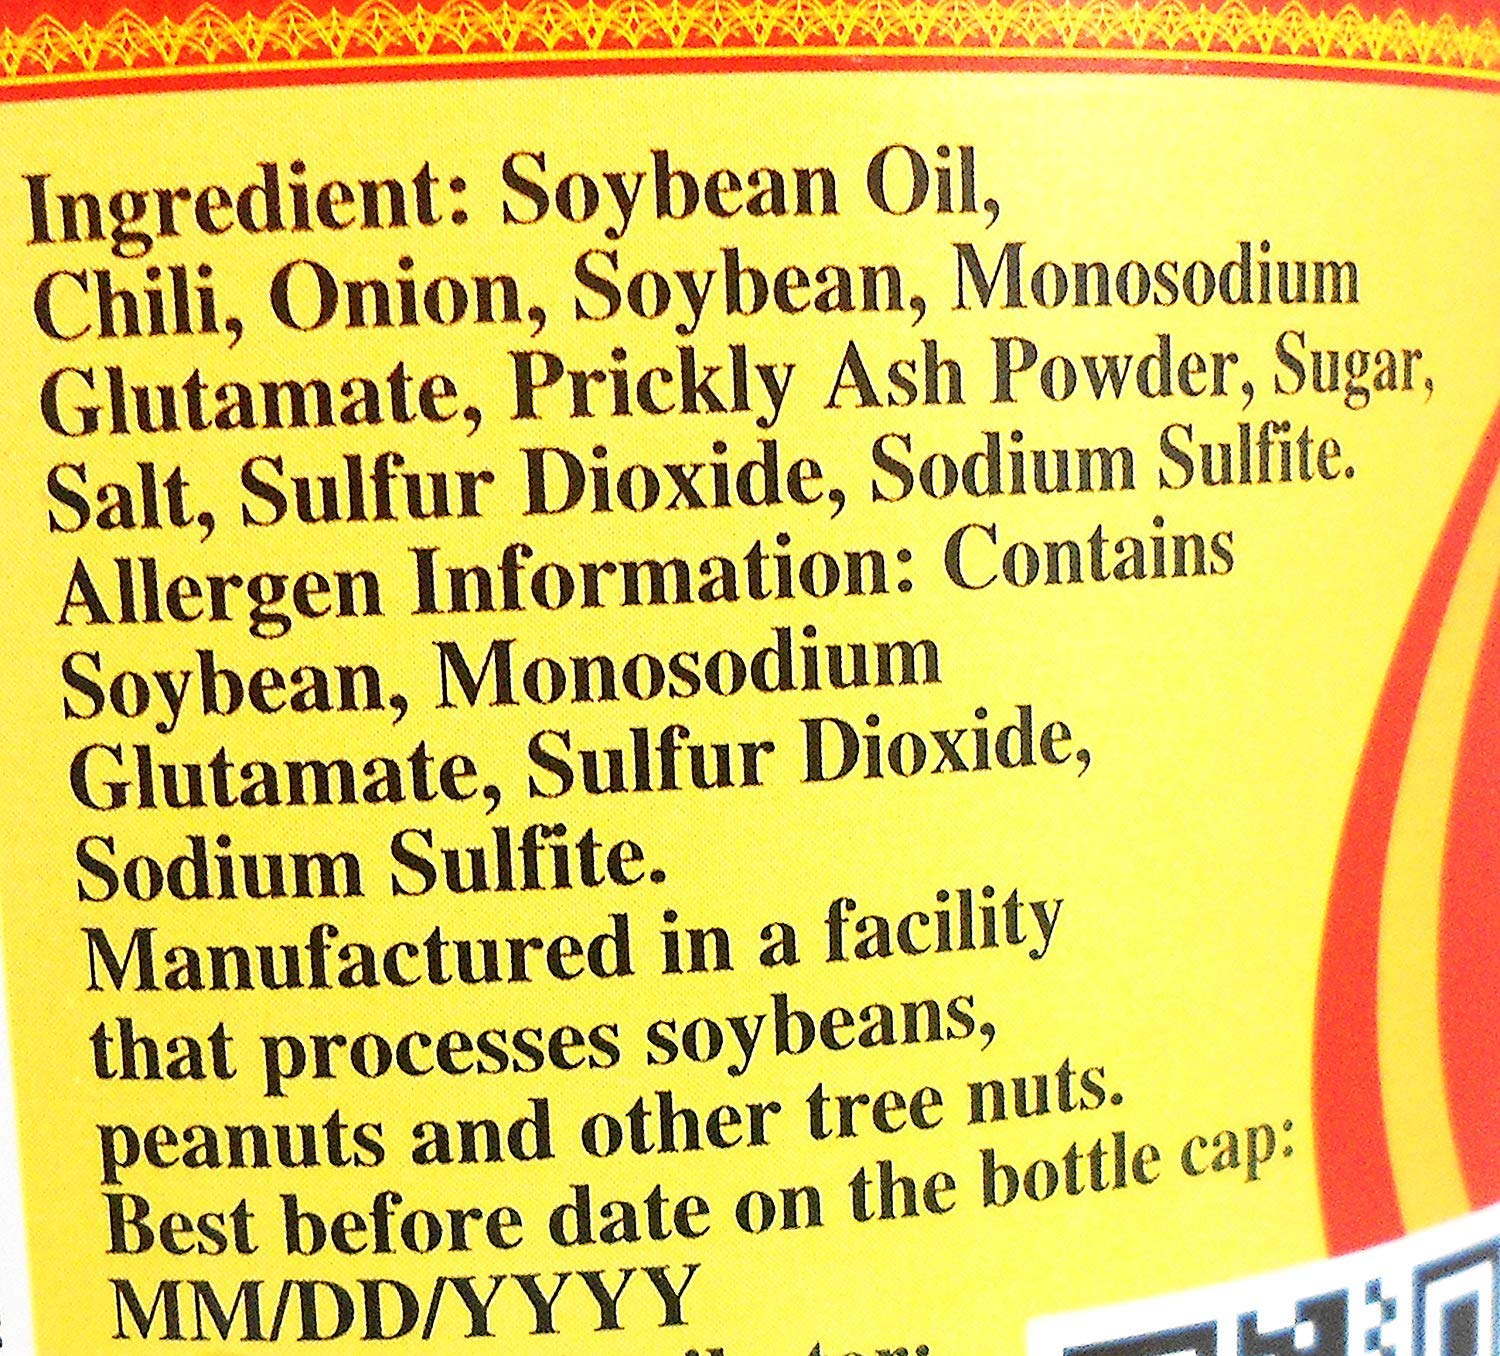 Ingredient: Soybean Oil,
Chili, Onion, Soybean, Monosodium
Glutamate, Prickly Ash Powder, Sugar,
Salt, Sulfur Dioxide, Sodium Sulfite.
Allergen Information: Contains
Soybean, Monosodium
Glutamate, Sulfur Dioxide,
Sodium Sulfite.
Manufactured in a facility
that processes soybeans,
peanuts and other tree nuts.
Best before date on the bottle cap:
MM/DD/YYYY